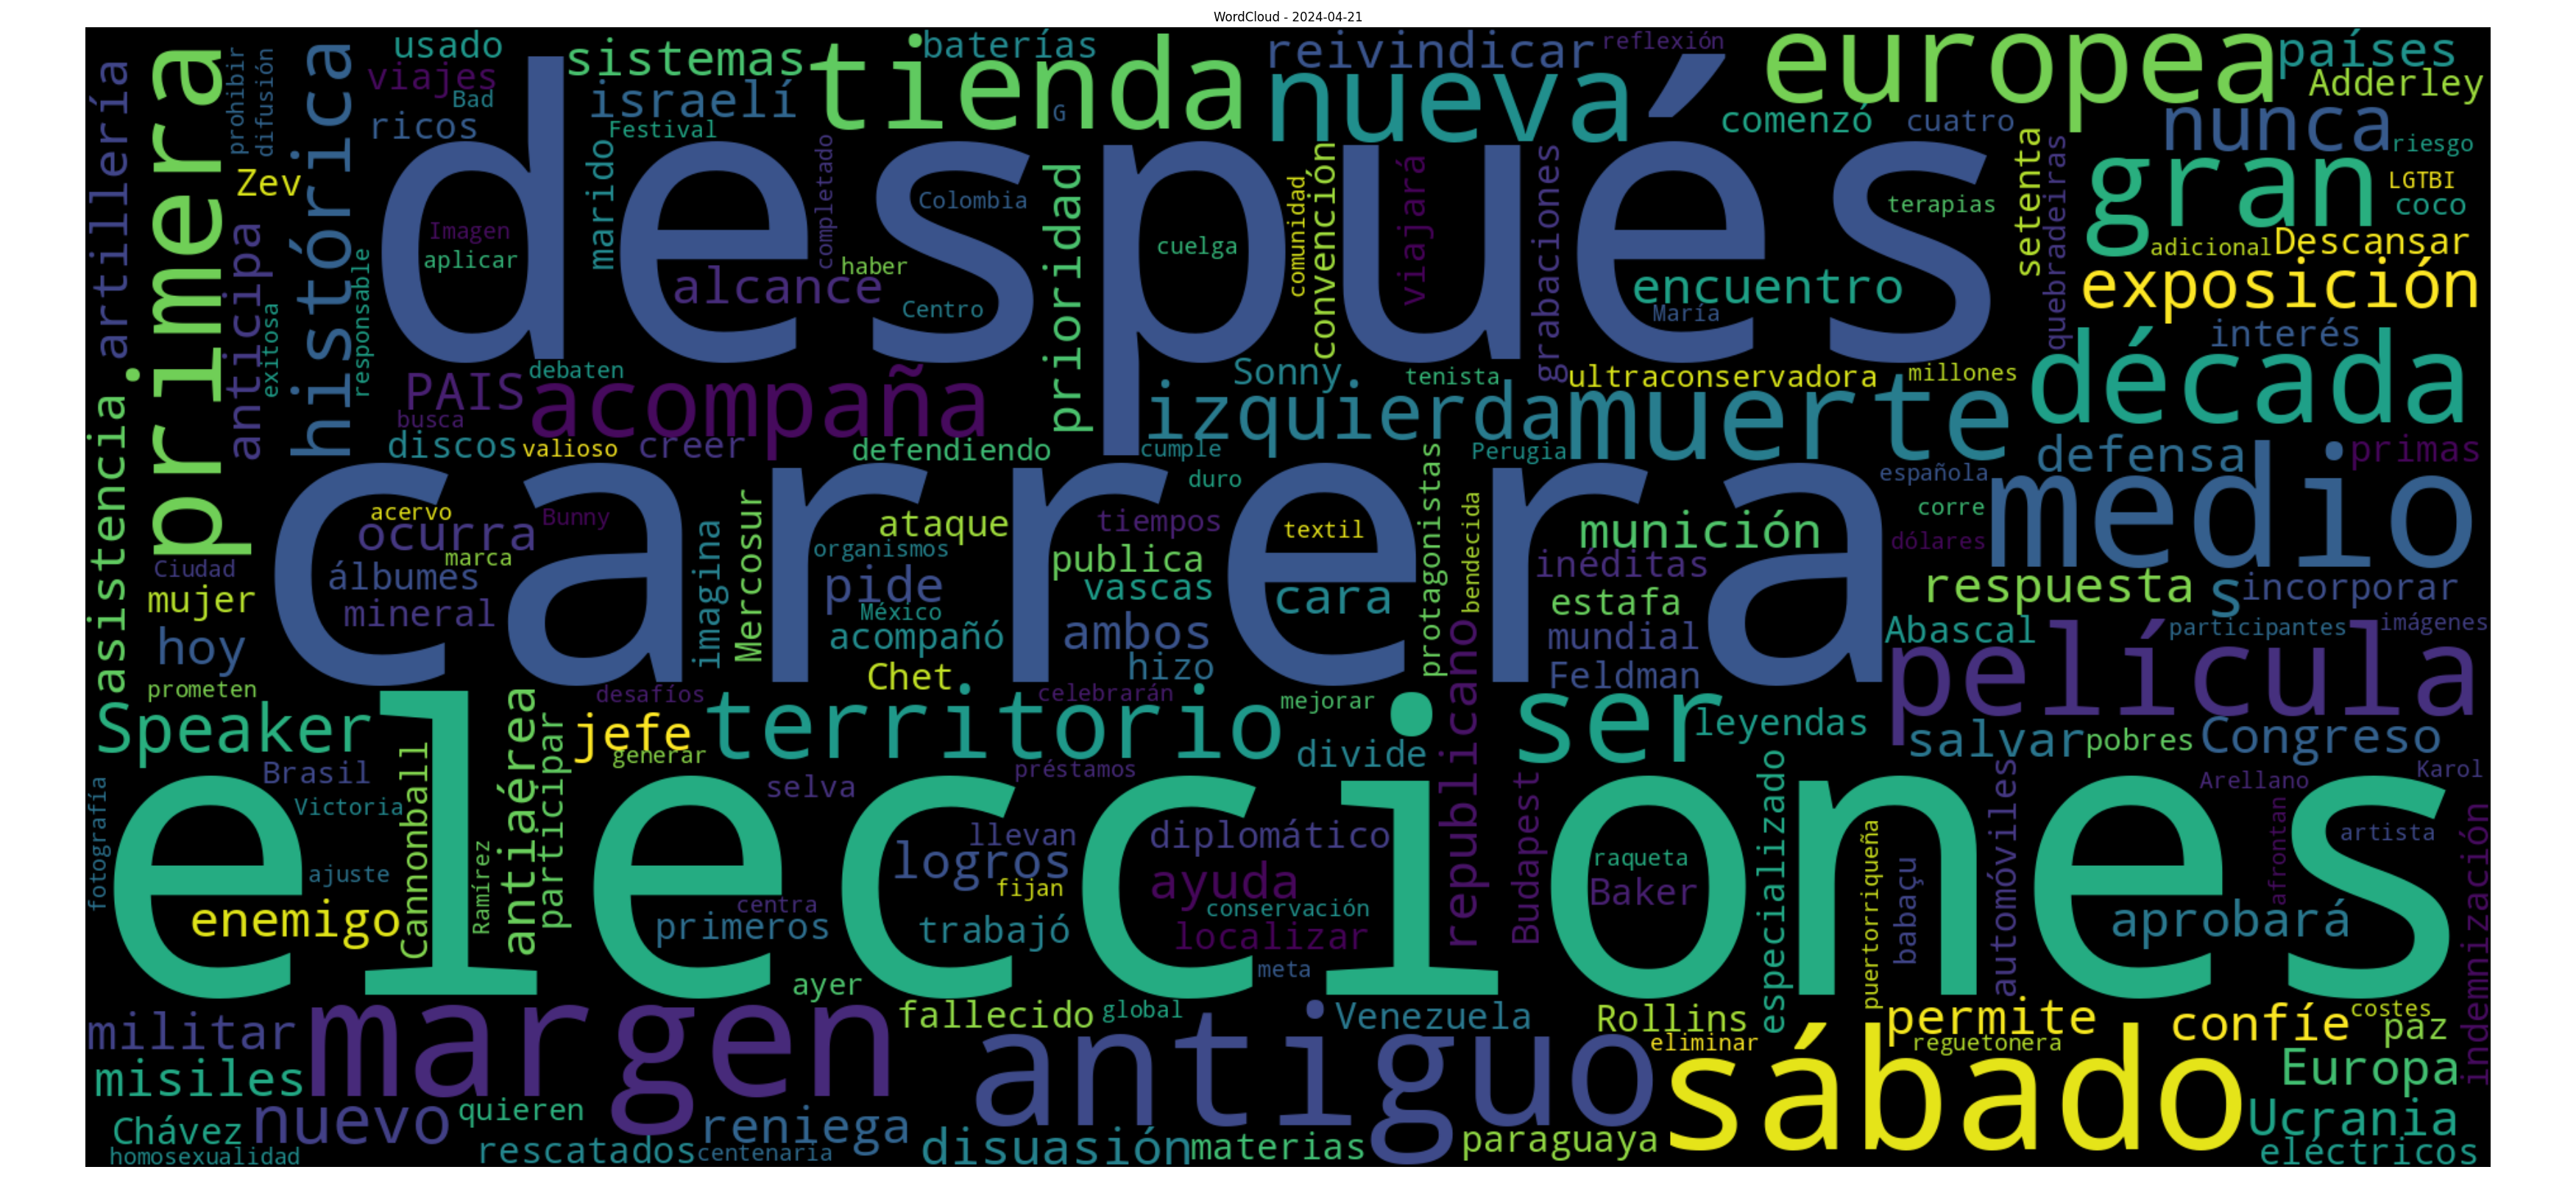 WordCloud - 2024-04-21
usado
sistemas
baterías
reivindicar
reflexión
europea
países
prohibir
difusión
viajes
tienda
nueva
Adderley
artillería
primera
histórica
Bad
israelí
G
comenzó
cuatro
nunca
riesgo
ricos
Festival
Zev
después
marido
completado
prioridad
comunidad
convención
viajará
grabaciones
setenta
quebradeiras
gran
LGTBI
coco
Colombia
terapias
Imagen
aplicar
cuelga
adicional
Descansar
anticipa
exitosa
responsable
haber
alcance
encuentro
exposición
Centro
María
interés
década
debaten
PAIS
acompaña
Sonny
tenista
ultraconservadora
millones
busca
izquierda
muerte
discos
valioso
creer
defendiendo
cumple
Perugia
defensa
primas
asistencia.
carrera
duro
protagonistas
española
medio
acervo
Bunny
ocurra
ataque
tiempos
textil
bendecida
munición
corre
dólares
marca
imagina
Mercosur
organismos
publica
inéditas
Ciudad
álbumes
pide
vascas
cara
estafa
respuesta
s
incorporar
mujer
mineral
México
acompañó
ambos
mundial
Abascal
participantes
imágenes
hoy
Chet
hizo
republicano
Feldman
película
prometen
desafíos
celebrarán
mejorar
Speaker
jefe
territorio
ser
leyendas
generar
divide
salvar
pobres
Congreso
Brasil
Cannonball
antiaérea
participar
selva
préstamos
Budapest
especializado
automóviles
Arellano
Karol
fotografía
Victoria
elecciones
llevan
diplomático
puertorriqueña
babaçu
afrontan
artista
indemnización
Ramírez
ajuste
logros
fijan
ayuda
raqueta
Baker
enemigo
centra
primeros
trabajó
conservación
localizar
aprobará
meta
ayer
militar
margen
fallecido
global
antiguo
Venezuela
Rollins
permite
confíe
costes
paz
eliminar
reguetonera
misiles
sábado
Europa
Chávez
nuevo
quieren
reniega
Ucrania
homosexualidad
rescatados
centenaria
disuasión
materias
paraguaya
eléctricos